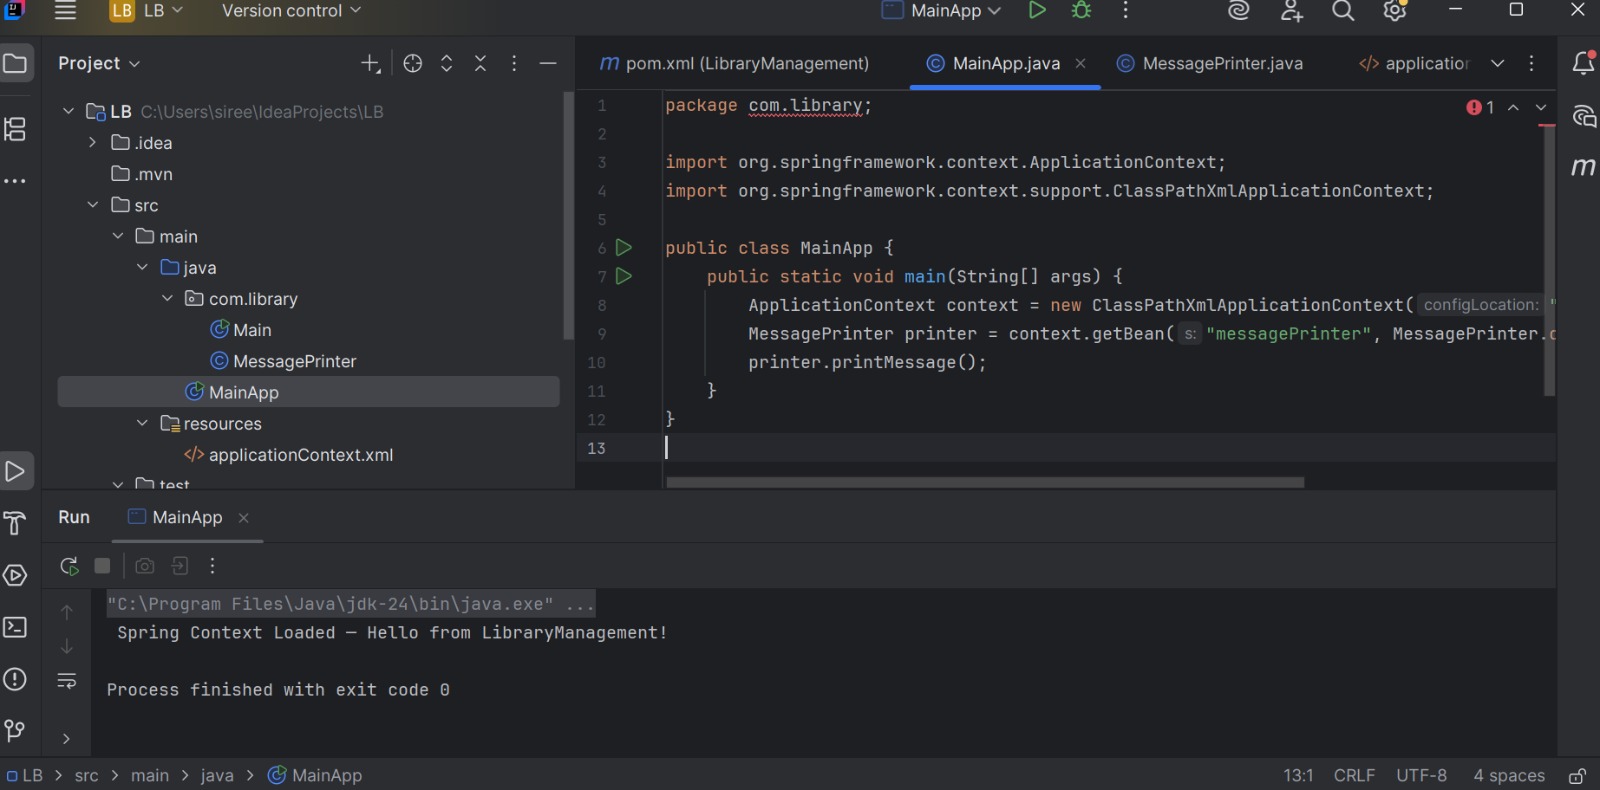 LB LB Version control MainApp
Project
pom.xml (LibraryManagement) MainApp.java MessagePrinter.java
LB C:\Users\siree\IdeaProjects\LB
.idea
.mvn
src
main
java
com.library
Main
MessagePrinter
MainApp
resources
applicationContext.xml
test
1 package com.library;
2
3 import org.springframework.context.ApplicationContext;
4 import org.springframework.context.support.ClassPathXmlApplicationContext;
5
6 public class MainApp {
7 public static void main(String[] args) {
8 ApplicationContext context = new ClassPathXmlApplicationContext( configLocation: "
9 MessagePrinter printer = context.getBean( s: "messagePrinter", MessagePrinter.
10 printer.printMessage();
11 }
12 }
13
1
Run MainApp
"C:\Program Files\Java\jdk-24\bin\java.exe" ...
Spring Context Loaded — Hello from LibraryManagement!
Process finished with exit code 0
LB > src > main > java > MainApp 13:1 CRLF UTF-8 4 spaces